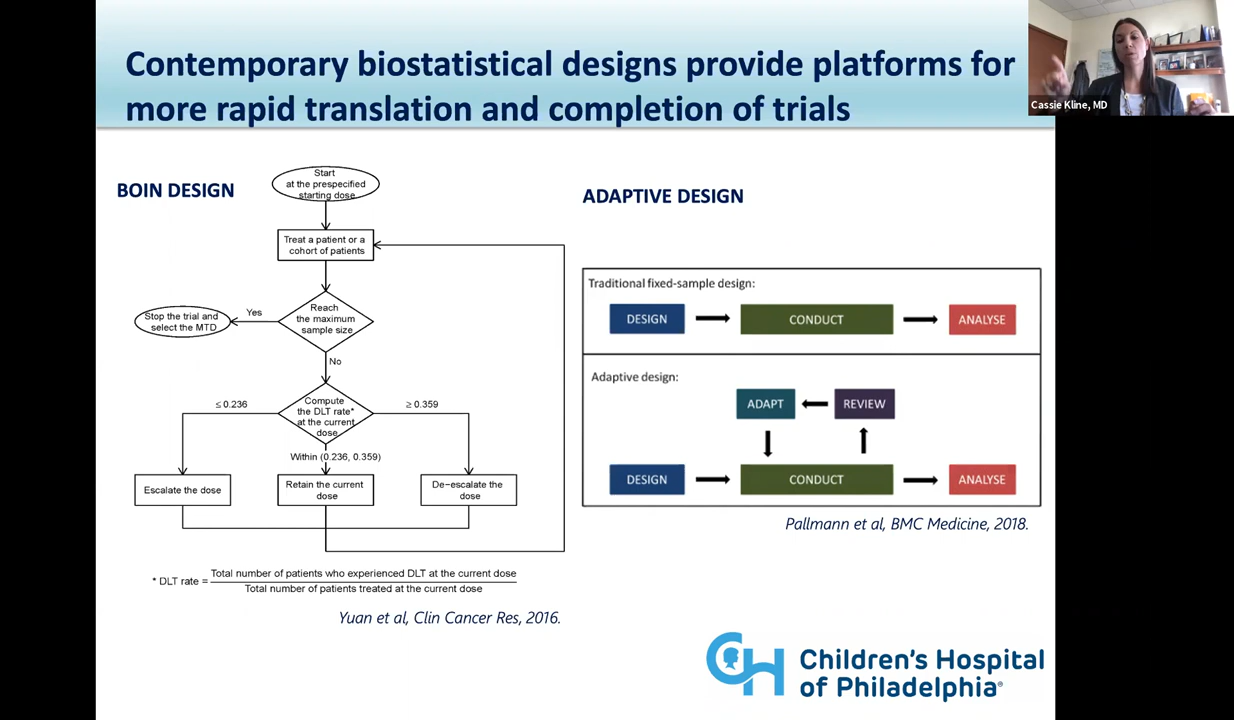 Contemporary biostatistical designs provide platforms for
more rapid translation and completion of trials
Cassie Kline, MD
BOIN DESIGN
Start
at the prespecified
starting dose
Treat a patient or a
cohort of patients
Reach
the maximum
sample size
Yes
Stop the trial and
select the MTD
No
Compute
the DLT rate*
at the current
dose
≤ 0.236
≥ 0.359
Within (0.236, 0.359)
Escalate the dose
Retain the current
dose
De−escalate the
dose
* DLT rate =
Total number of patients who experienced DLT at the current dose
Total number of patients treated at the current dose
Yuan et al, Clin Cancer Res, 2016.
ADAPTIVE DESIGN
Traditional fixed-sample design:
DESIGN
CONDUCT
ANALYSE
Adaptive design:
ADAPT
REVIEW
DESIGN
CONDUCT
ANALYSE
Pallmann et al, BMC Medicine, 2018.
CH
Children's Hospital
of Philadelphia®